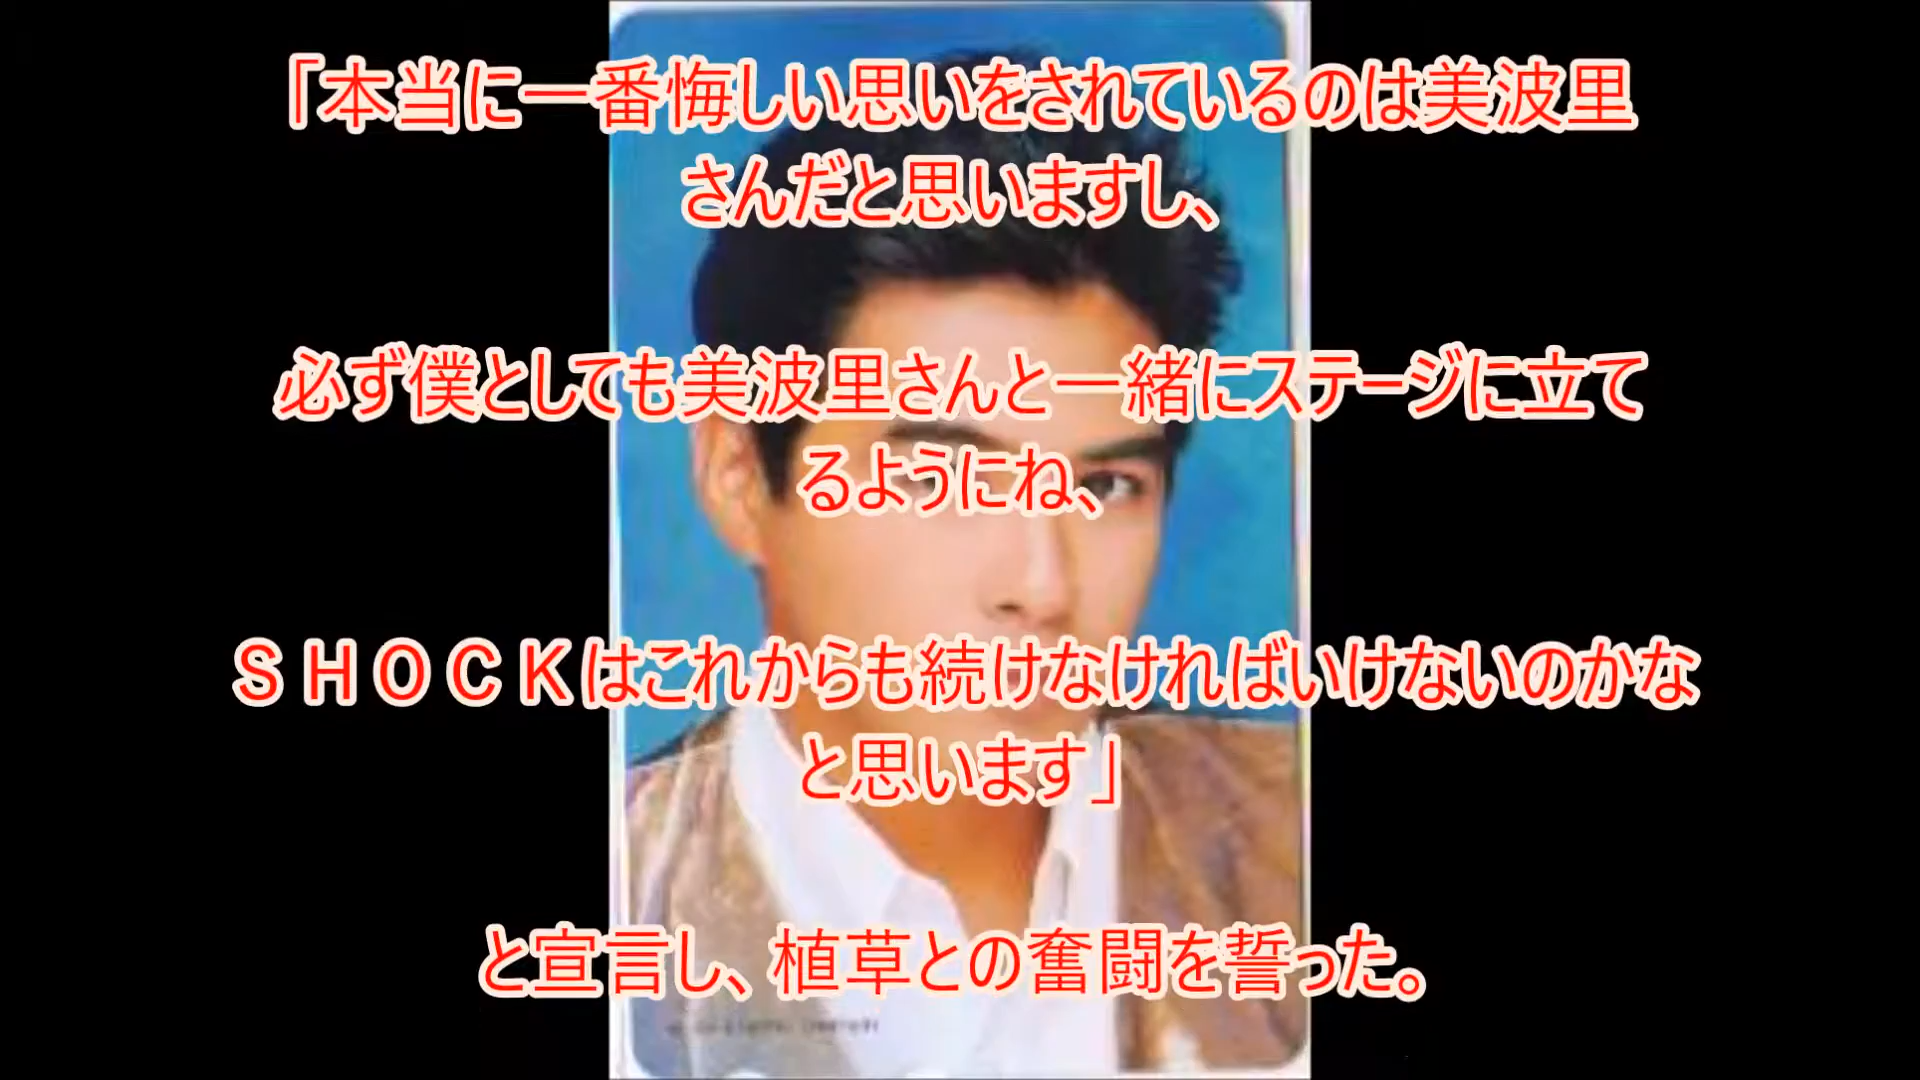 「本当に一番悔しい思いをされているのは美波里
さんだと思いますし、
必ず僕としても美波里さんと一緒にステージに立て
るようにね、
ＳＨＯＣＫはこれからも続けなければいけないのかな
と思います」
と宣言し、植草との奮闘を誓った。